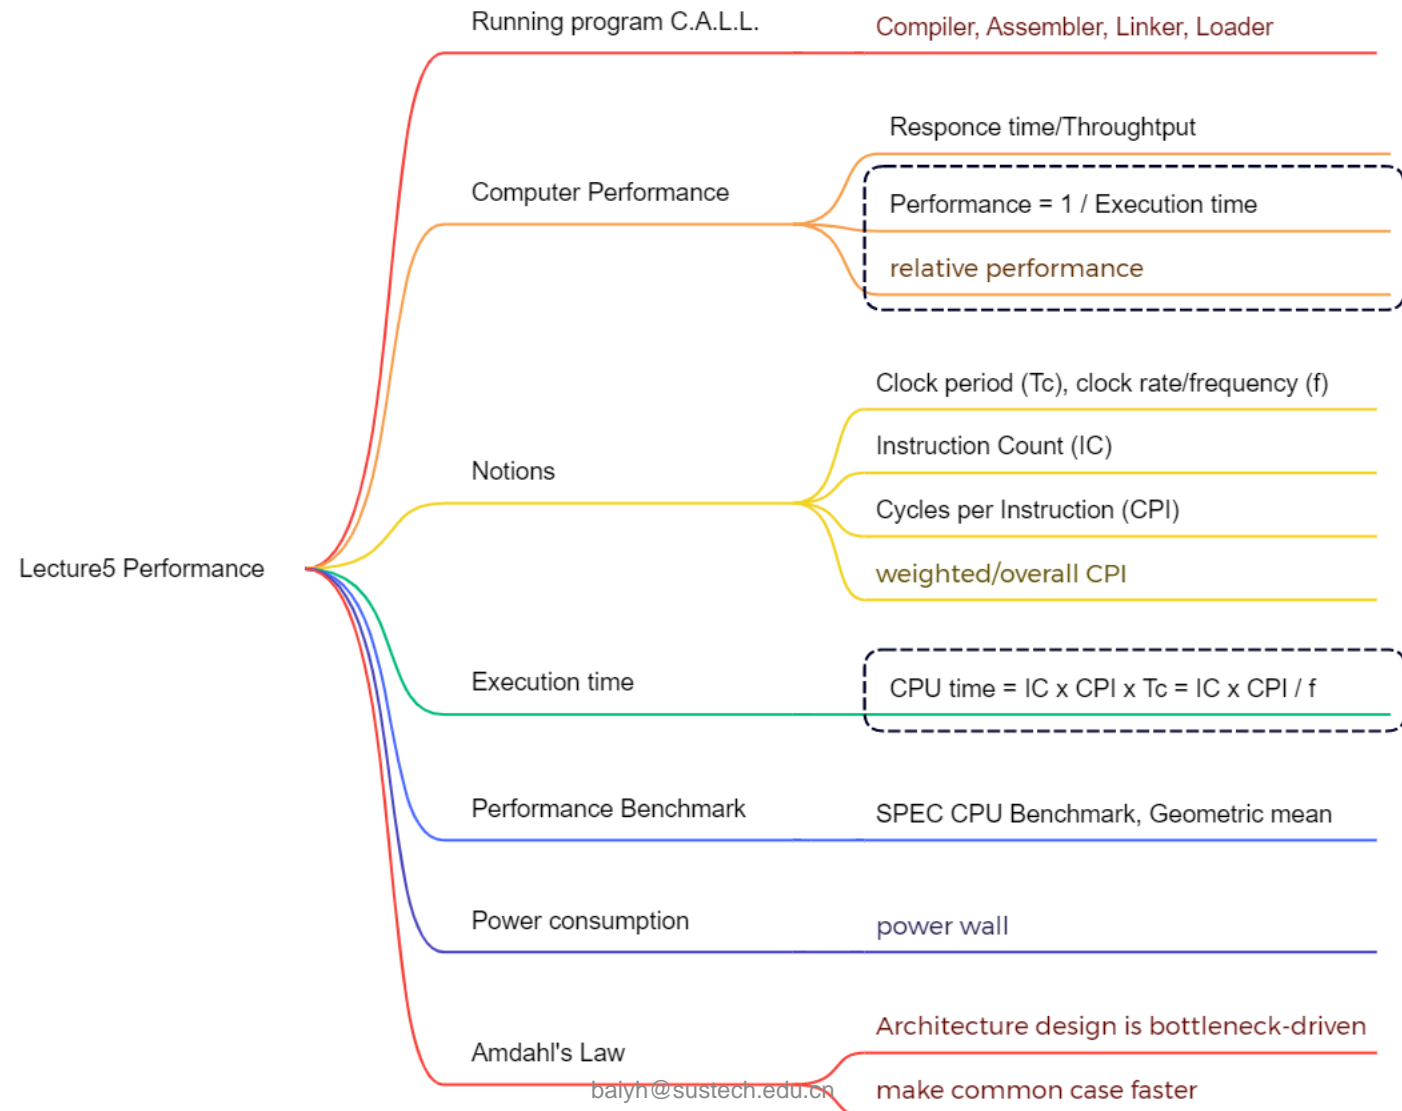 Running program C.A.L.L.
Compiler, Assembler, Linker, Loader
Computer Performance
Responce time/Throughtput
Performance = 1 / Execution time
relative performance
Notions
Clock period (Tc), clock rate/frequency (f)
Instruction Count (IC)
Cycles per Instruction (CPI)
weighted/overall CPI
Lecture5 Performance
Execution time
CPU time = IC x CPI x Tc = IC x CPI / f
Performance Benchmark
SPEC CPU Benchmark, Geometric mean
Power consumption
power wall
Amdahl's Law
Architecture design is bottleneck-driven
make common case faster
baiyh@sustech.edu.cn